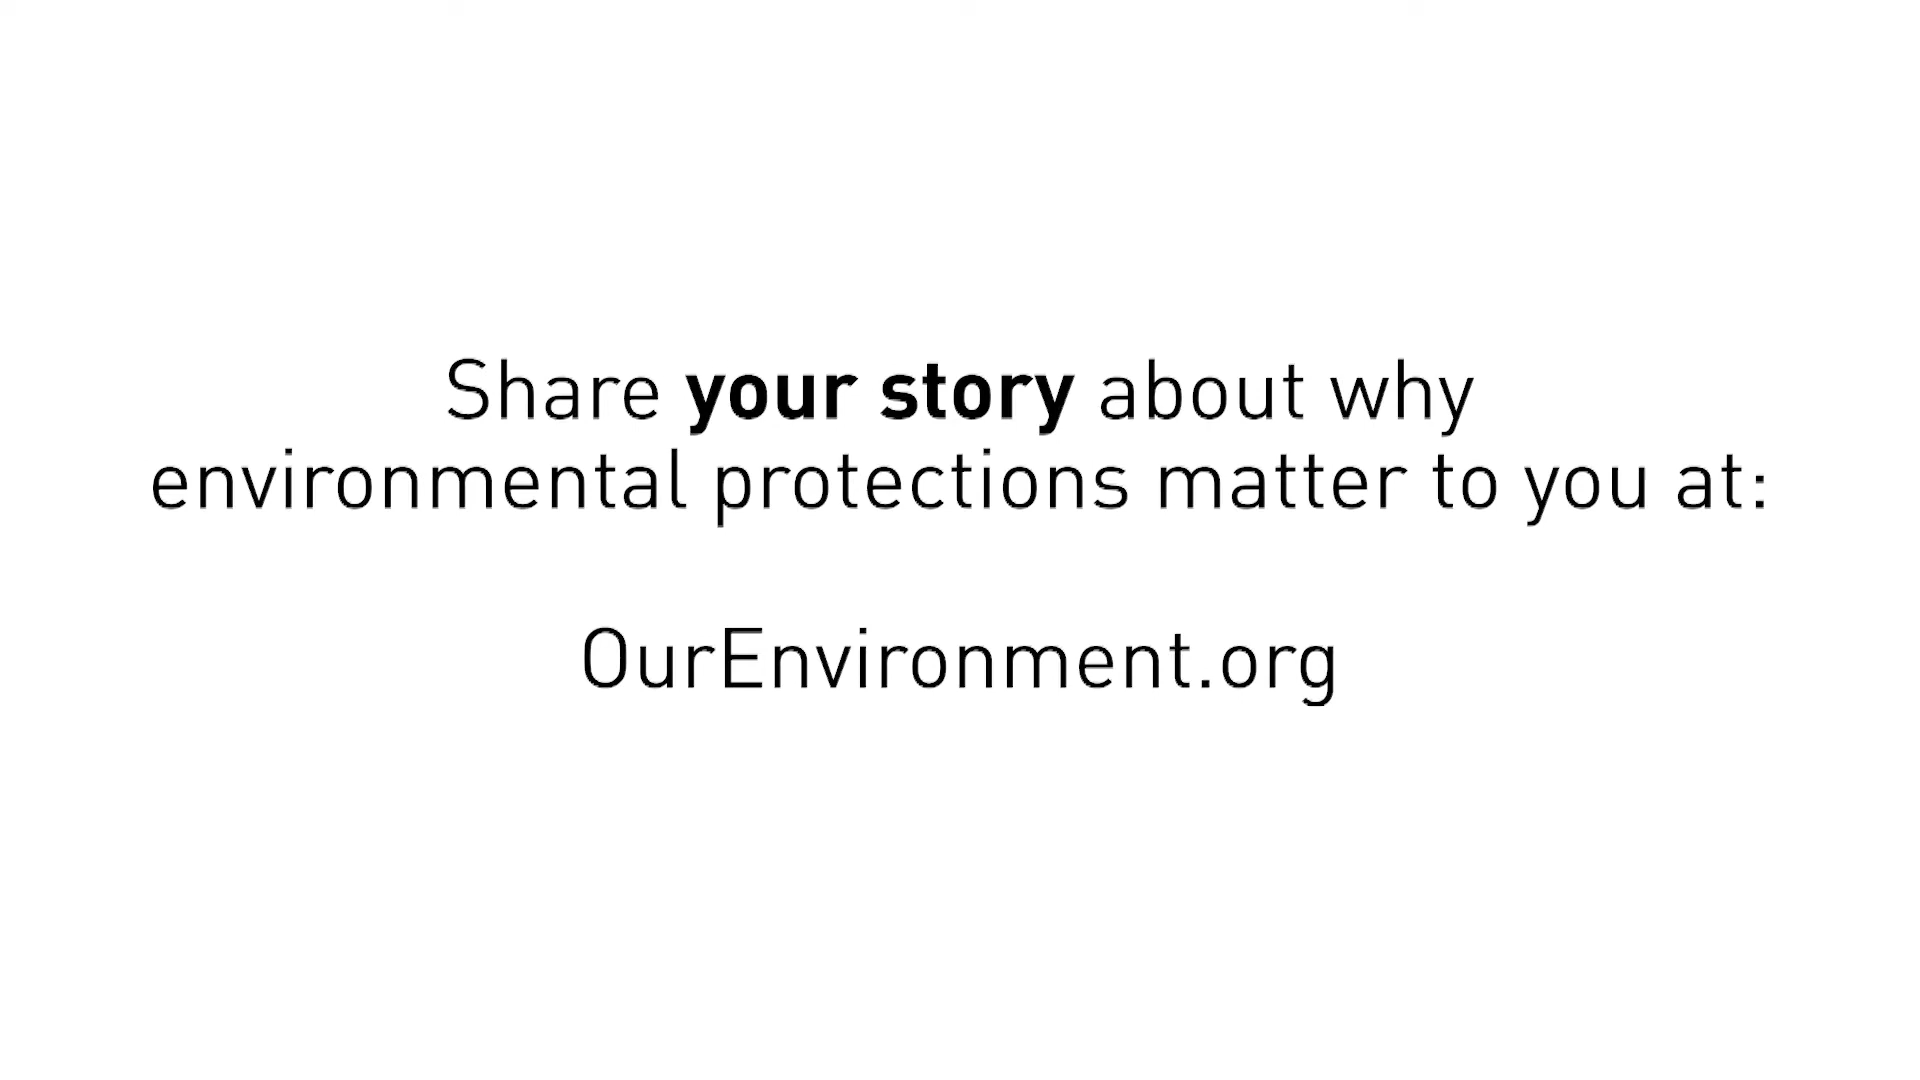 Share your story about why
environmental protections matter to you at:
OurEnvironment.org